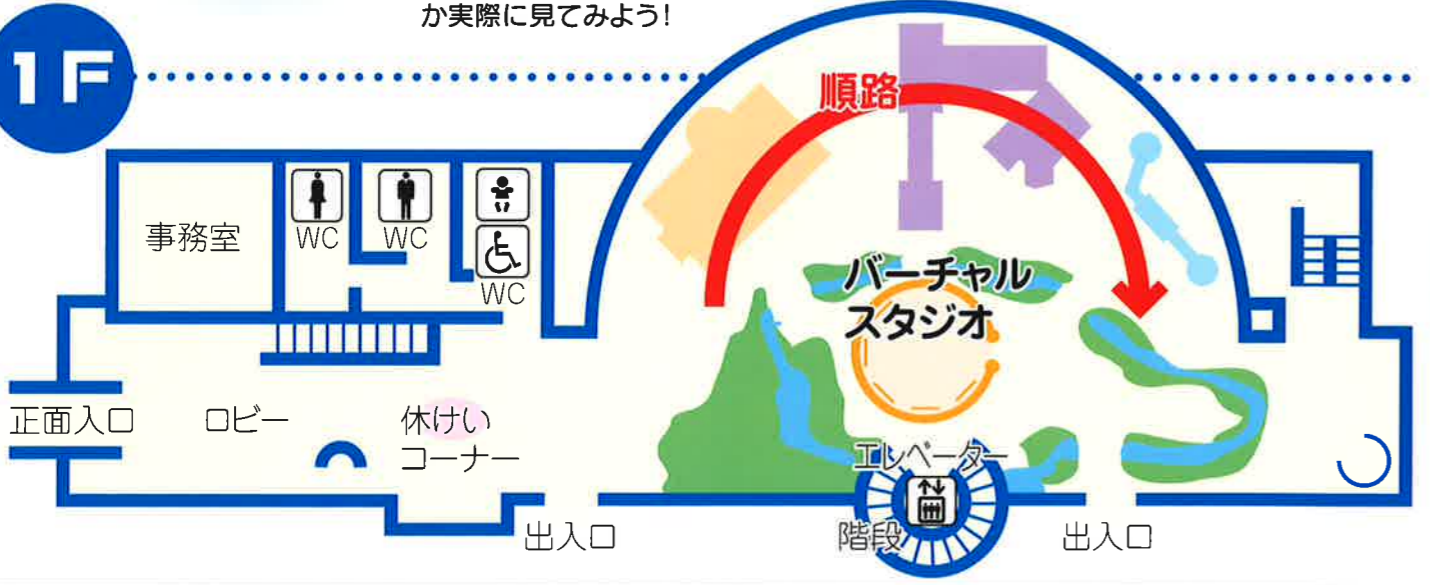 か実際に見てみよう!
1F
順路
事務室
WC
WC
WC
バーチャル
スタジオ
正面入口
ロビー
休けい
コーナー
エレベーター
階段
出入口
出入口